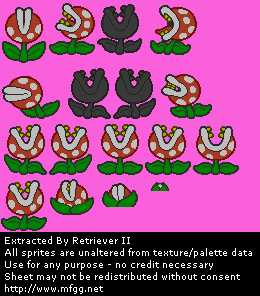 Extracted By Retriever II
All sprites are unaltered from texture/palette data
Use for any purpose - no credit necessary
Sheet may not be redistributed without consent
http://www.mfgg.net